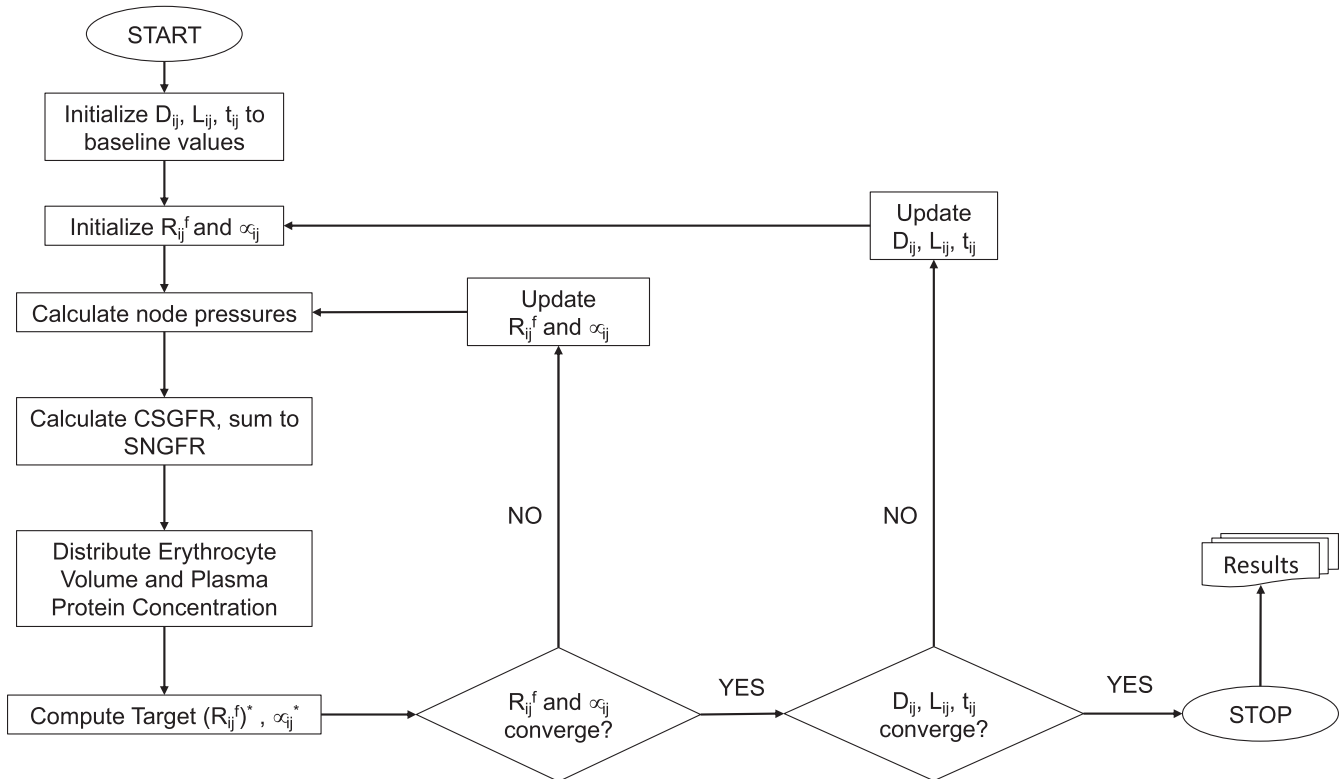 START
Initialize D_ij, L_ij, t_ij to
baseline values
Initialize R_ij^f and ∝_ij
Update
D_ij, L_ij, t_ij
Calculate node pressures
Update
R_ij^f and ∝_ij
Calculate CSGFR, sum to
SNGFR
NO
NO
Distribute Erythrocyte
Volume and Plasma
Protein Concentration
Results
Compute Target (R_ij^f)^* , ∝_ij^*
R_ij^f and ∝_ij
converge?
YES
D_ij, L_ij, t_ij
converge?
YES
STOP